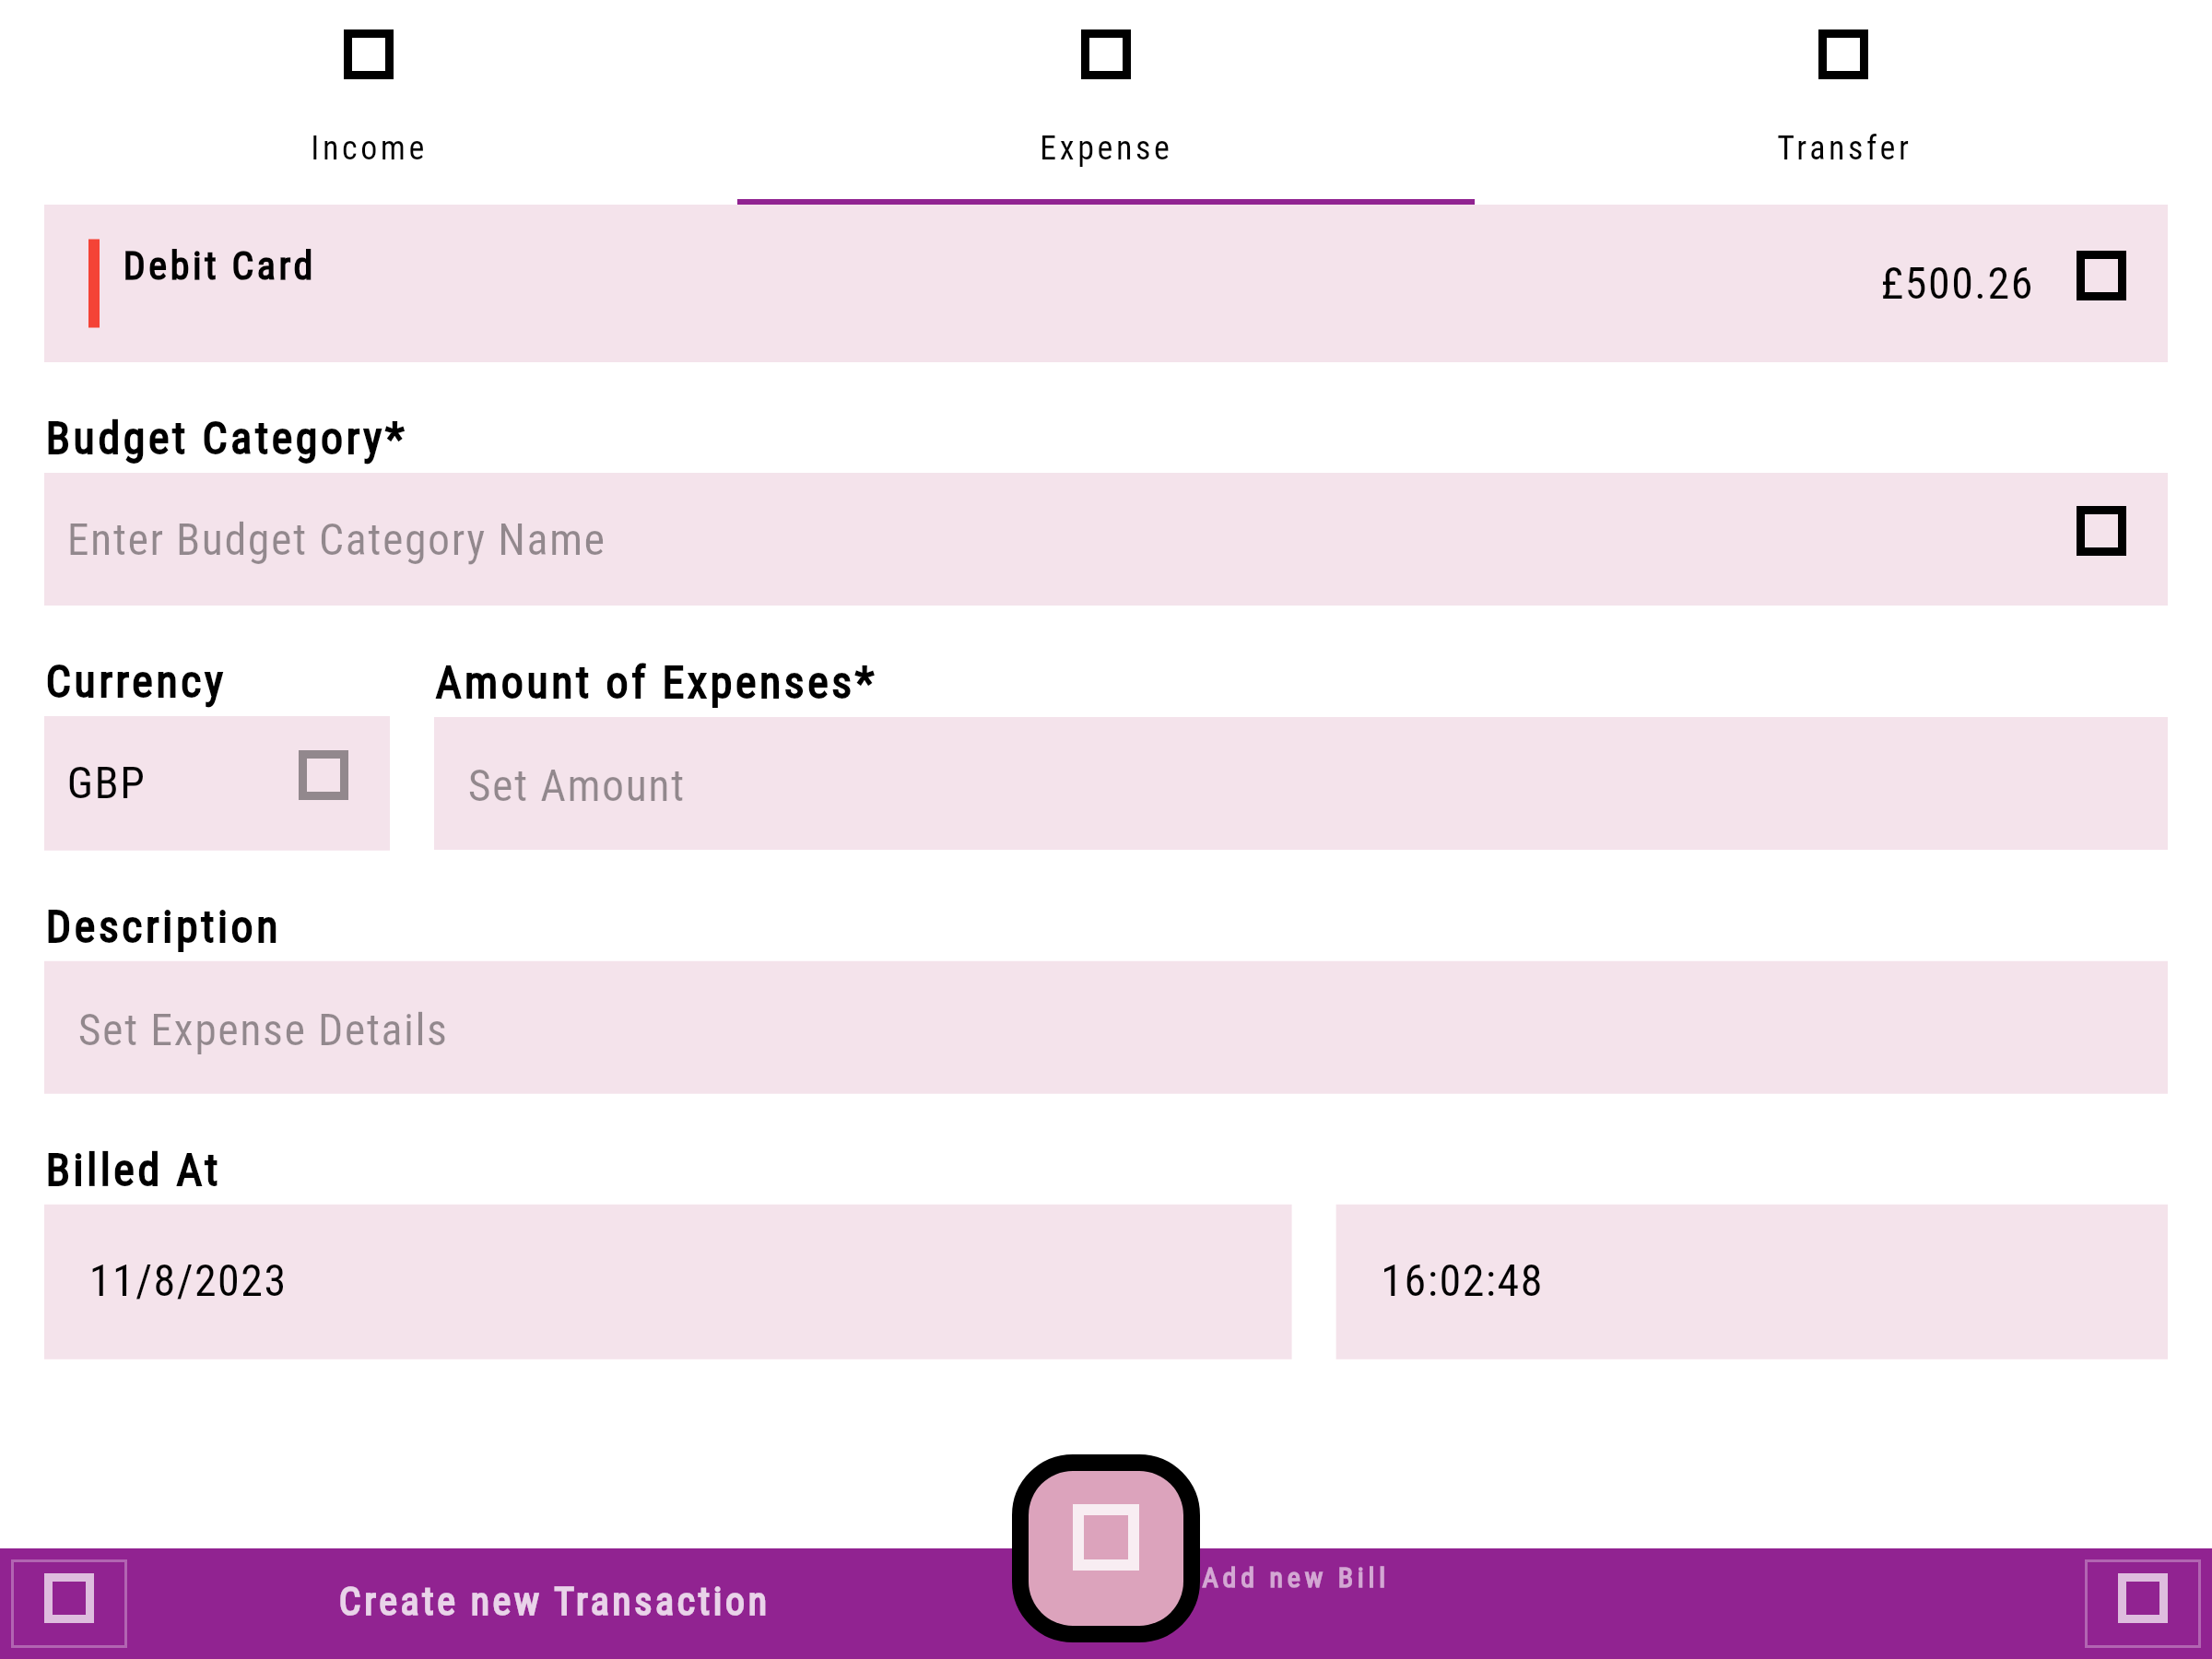 Income
Expense
Transfer
Debit Card
£500.26
Budget Category*
Enter Budget Category Name
Currency
Amount of Expenses*
GBP
Set Amount
Description
Set Expense Details
Billed At
11/8/2023
16:02:48
Add new Bill
Create new Transaction